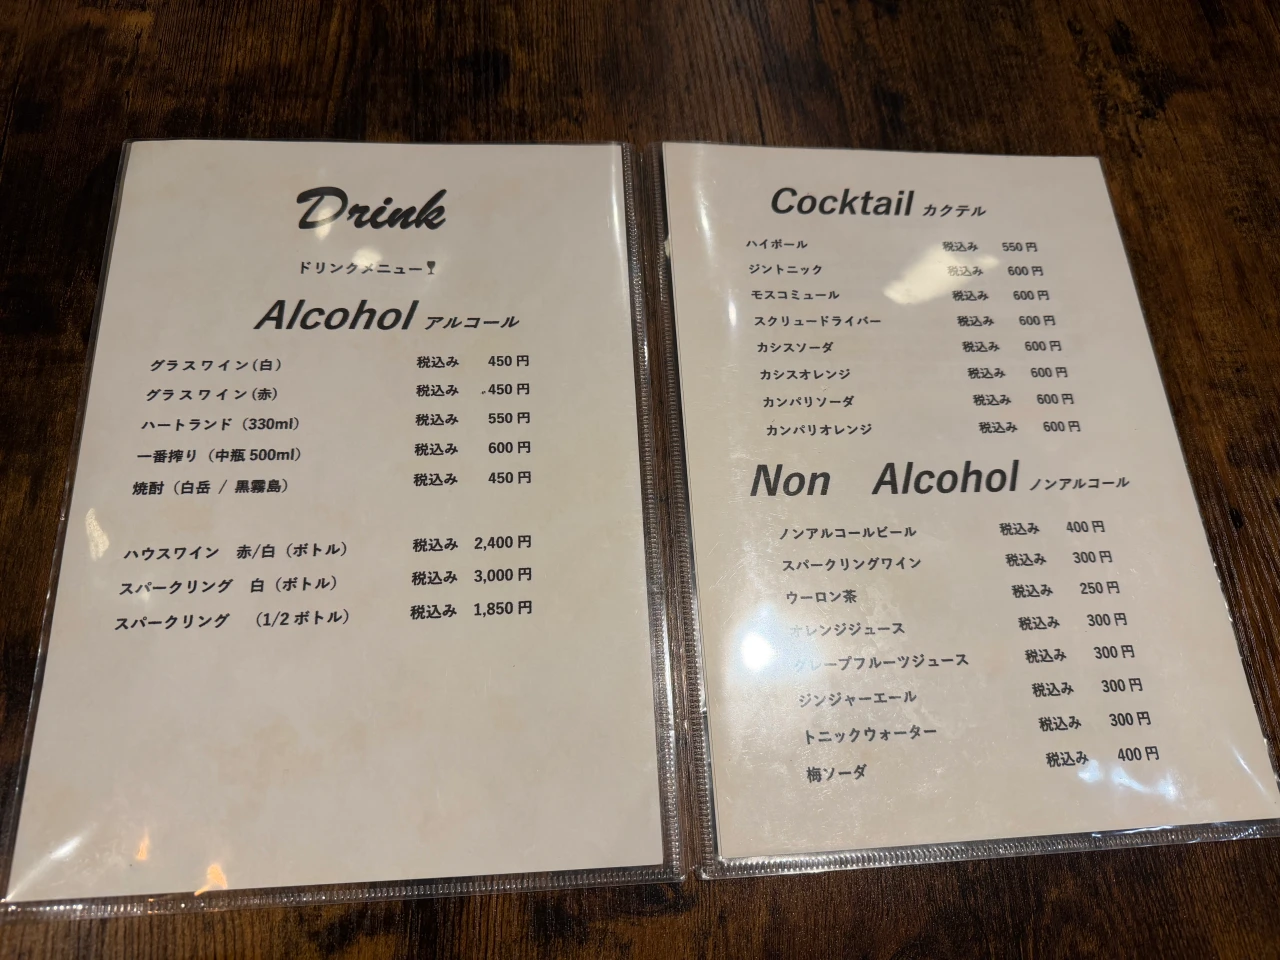 Drink
ドリンクメニュー
Alcohol アルコール
グラスワイン(白) 税込み 450円
グラスワイン(赤) 税込み 450円
ハートランド（330ml） 税込み 550円
一番搾り（中瓶500ml） 税込み 600円
焼酎（白岳 / 黒霧島） 税込み 450円
ハウスワイン 赤/白（ボトル） 税込み 2,400円
スパークリング 白（ボトル） 税込み 3,000円
スパークリング （1/2ボトル） 税込み 1,850円
Cocktail カクテル
ハイボール 税込み 550円
ジントニック 税込み 600円
モスコミュール 税込み 600円
スクリュードライバー 税込み 600円
カシスソーダ 税込み 600円
カシスオレンジ 税込み 600円
カンパリソーダ 税込み 600円
カンパリオレンジ 税込み 600円
Non Alcohol ノンアルコール
ノンアルコールビール 税込み 400円
スパークリングワイン 税込み 300円
ウーロン茶 税込み 250円
オレンジジュース 税込み 300円
グレープフルーツジュース 税込み 300円
ジンジャーエール 税込み 300円
トニックウォーター 税込み 300円
梅ソーダ 税込み 400円